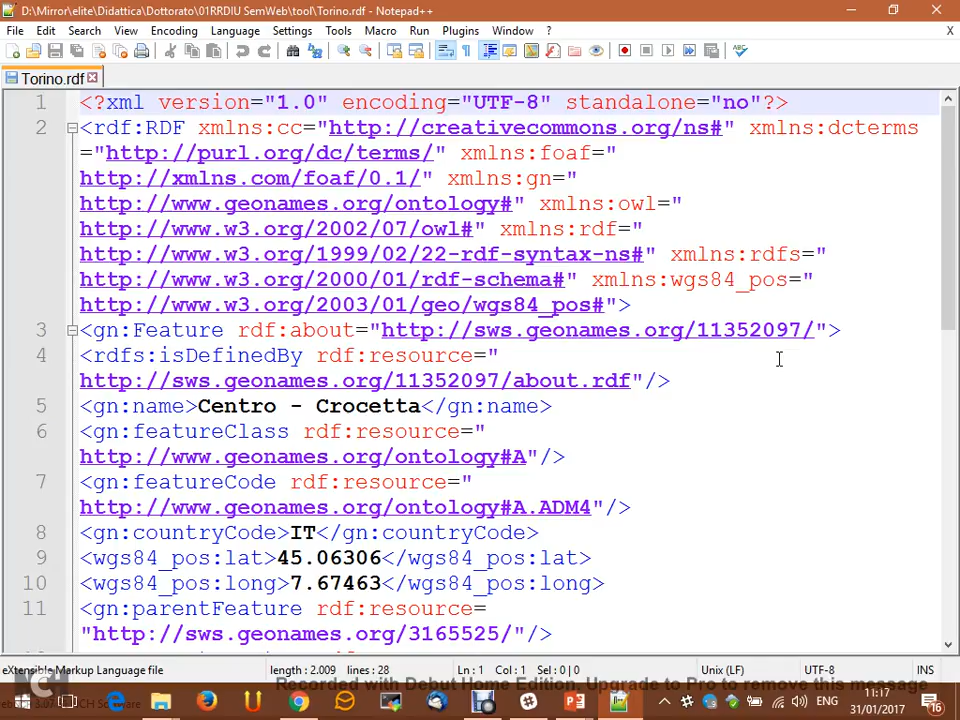 D:\Mirror\elite\Didattica\Dottorato\01RRDIU SemWeb\tool\Torino.rdf - Notepad++
File Edit Search View Encoding Language Settings Tools Macro Run Plugins Window ? X
Torino.rdf
1 <?xml version="1.0" encoding="UTF-8" standalone="no"?>
2 <rdf:RDF xmlns:cc="http://creativecommons.org/ns#" xmlns:dcterms
="http://purl.org/dc/terms/" xmlns:foaf="
http://xmlns.com/foaf/0.1/" xmlns:gn="
http://www.geonames.org/ontology#" xmlns:owl="
http://www.w3.org/2002/07/owl#" xmlns:rdf="
http://www.w3.org/1999/02/22-rdf-syntax-ns#" xmlns:rdfs="
http://www.w3.org/2000/01/rdf-schema#" xmlns:wgs84_pos="
http://www.w3.org/2003/01/geo/wgs84_pos#">
3 <gn:Feature rdf:about="http://sws.geonames.org/11352097/">
4 <rdfs:isDefinedBy rdf:resource="
http://sws.geonames.org/11352097/about.rdf"/>
5 <gn:name>Centro - Crocetta</gn:name>
6 <gn:featureClass rdf:resource="
http://www.geonames.org/ontology#A"/>
7 <gn:featureCode rdf:resource="
http://www.geonames.org/ontology#A.ADM4"/>
8 <gn:countryCode>IT</gn:countryCode>
9 <wgs84_pos:lat>45.06306</wgs84_pos:lat>
10 <wgs84_pos:long>7.67463</wgs84_pos:long>
11 <gn:parentFeature rdf:resource=
"http://sws.geonames.org/3165525/"/>
eXtensible Markup Language file length : 2.009 lines : 28 Ln : 1 Col : 1 Sel : 0 | 0 Unix (LF) UTF-8 INS
Recorded with Debut Home Edition. Upgrade to Pro to remove this message
ENG 11:17
31/01/2017 16